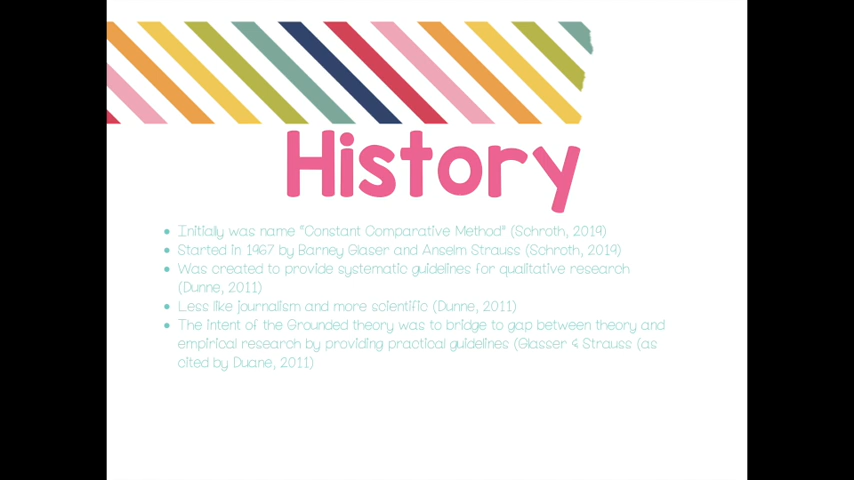 History
• Initially was name "Constant Comparative Method" (Schroth, 2019)
• Started in 1967 by Barney Glaser and Anselm Strauss (Schroth, 2019)
• Was created to provide systematic guidelines for qualitative research
(Dunne, 2011)
• Less like journalism and more scientific (Dunne, 2011)
• The intent of the Grounded theory was to bridge to gap between theory and
empirical research by providing practical guidelines (Glasser & Strauss (as
cited by Duane, 2011)